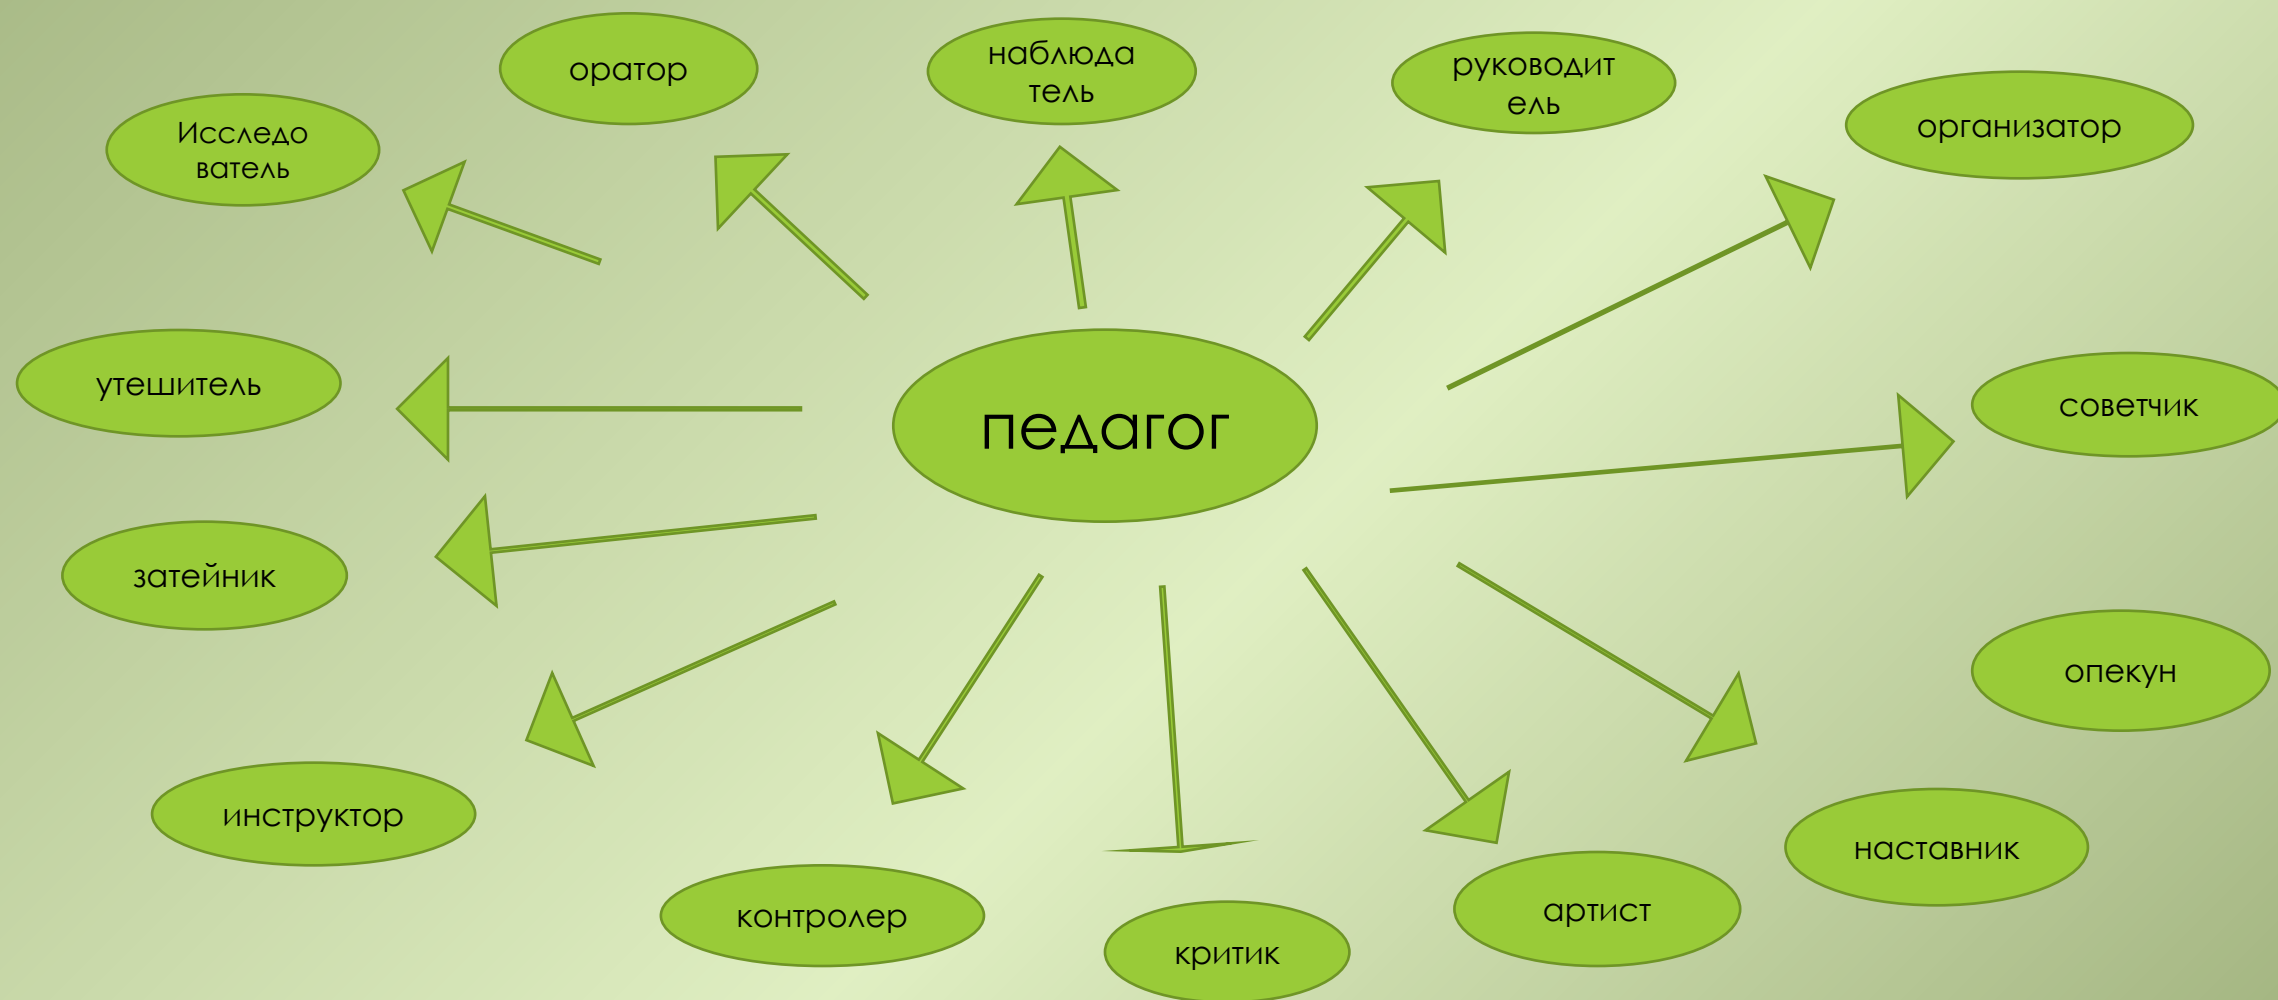 оратор
наблюда
тель
руководит
ель
Исследо
ватель
организатор
утешитель
педагог
советчик
затейник
опекун
инструктор
наставник
контролер
критик
артист